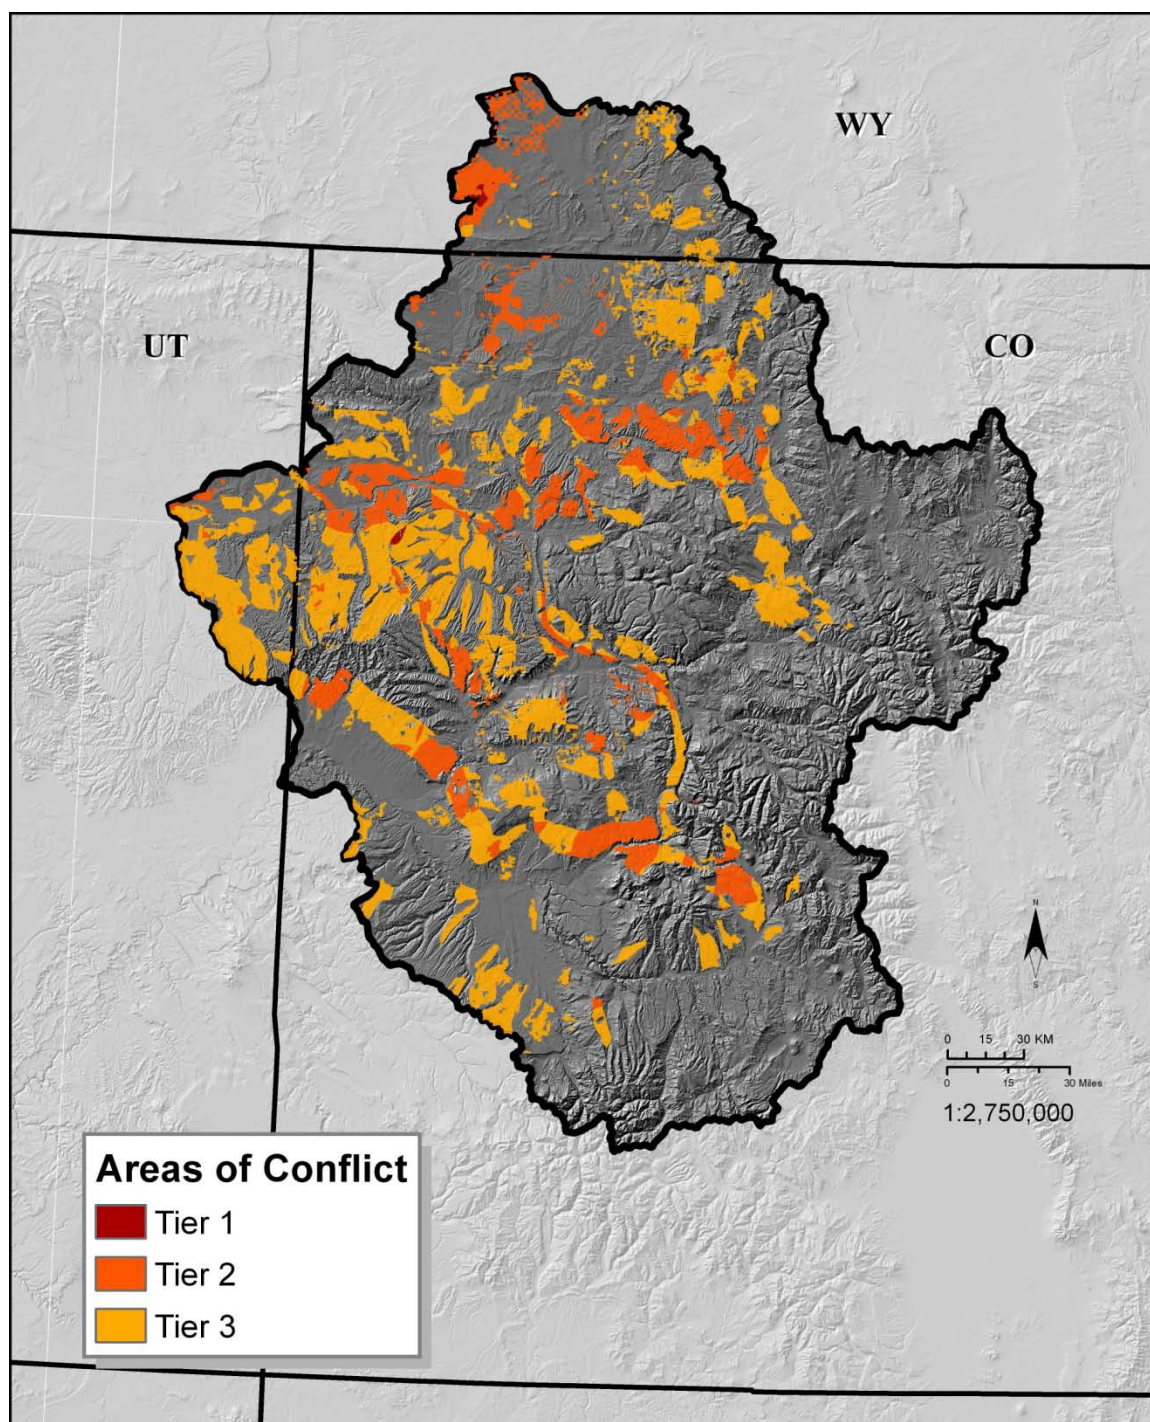 WY
UT
CO
N
S
0 15 30 KM
0 15 30 Miles
1:2,750,000
Areas of Conflict
Tier 1
Tier 2
Tier 3